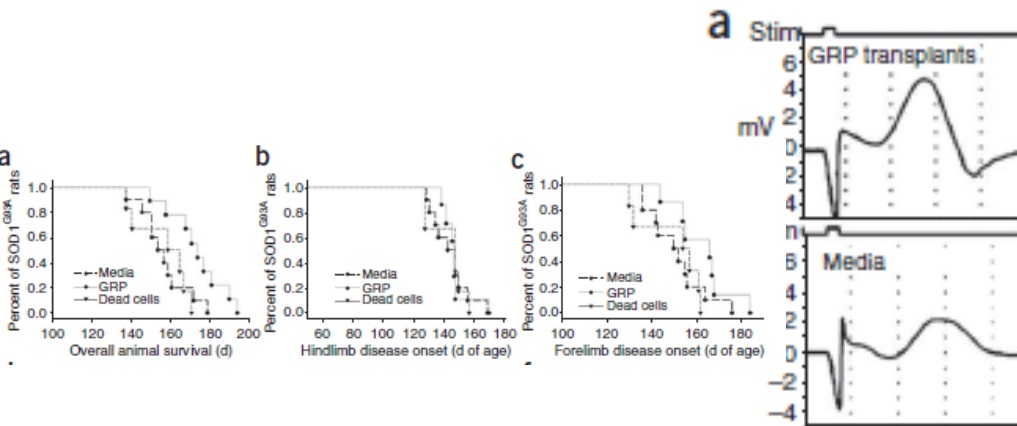 a
Percent of SOD1G93A rats
1.0
0.8
0.6
0.4
0.2
0.0
Media
GRP
Dead cells
100 120 140 160 180 200
Overall animal survival (d)
b
Percent of SOD1G93A rats
1.0
0.8
0.6
0.4
0.2
0.0
Media
GRP
Dead cells
60 80 100 120 140 160 180
Hindlimb disease onset (d of age)
c
Percent of SOD1G93A rats
1.0
0.8
0.6
0.4
0.2
0.0
Media
GRP
Dead cells
100 120 140 160 180
Forelimb disease onset (d of age)
a
Stim
GRP transplants
6
4
2
0
2
4
mV
Media
6
4
2
0
−2
−4